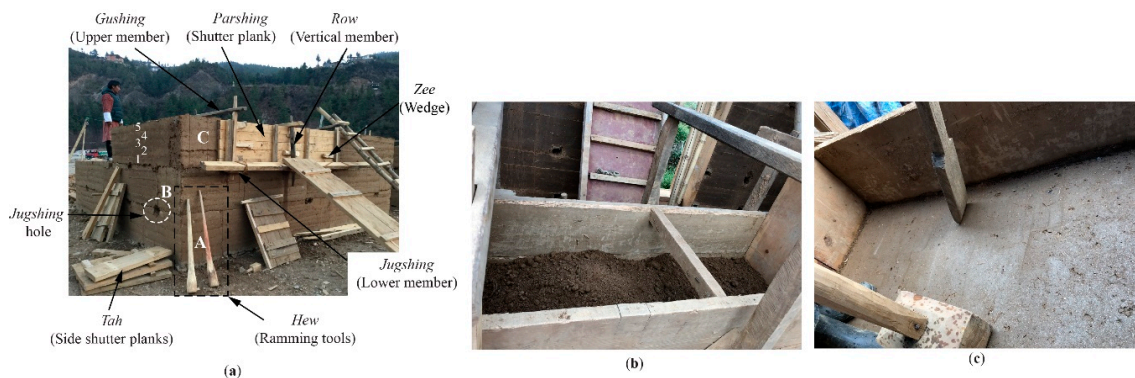 Gushing
(Upper member)
Parshing
(Shutter plank)
Row
(Vertical member)
Zee
(Wedge)
5
4
3
2
1
C
B
A
Jugshing
hole
Jugshing
(Lower member)
Tah
(Side shutter planks)
Hew
(Ramming tools)
(a)
(b)
(c)